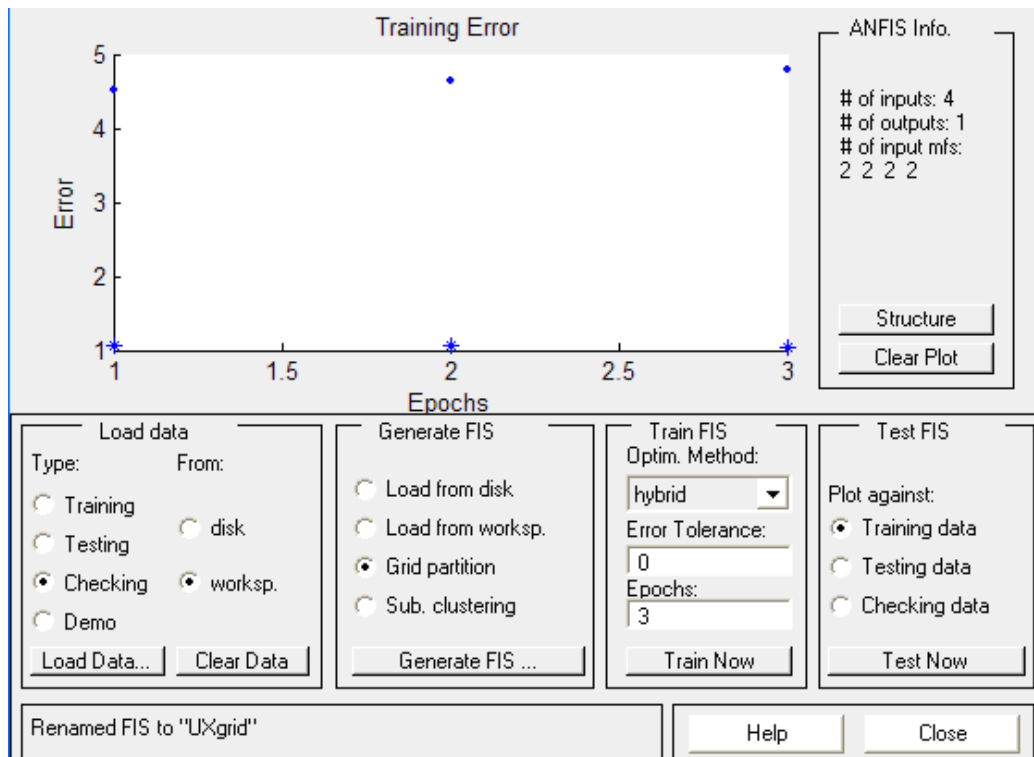 Training Error
5
4
3
2
1
Error
1
1.5
2
2.5
3
Epochs
ANFIS Info.
# of inputs: 4
# of outputs: 1
# of input mfs:
2 2 2 2
Structure
Clear Plot
Load data
Type:
From:
Training
Testing
Checking
Demo
disk
worksp.
Load Data...
Clear Data
Generate FIS
Load from disk
Load from worksp.
Grid partition
Sub. clustering
Generate FIS ...
Train FIS
Optim. Method:
hybrid
Error Tolerance:
0
Epochs:
3
Train Now
Test FIS
Plot against:
Training data
Testing data
Checking data
Test Now
Renamed FIS to "UXgrid"
Help
Close